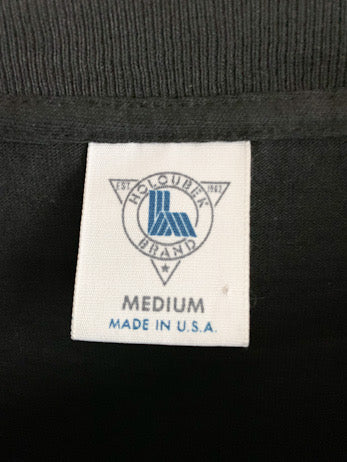 EST. 1963
HOLOUBEK
BRAND
MEDIUM
MADE IN U.S.A.